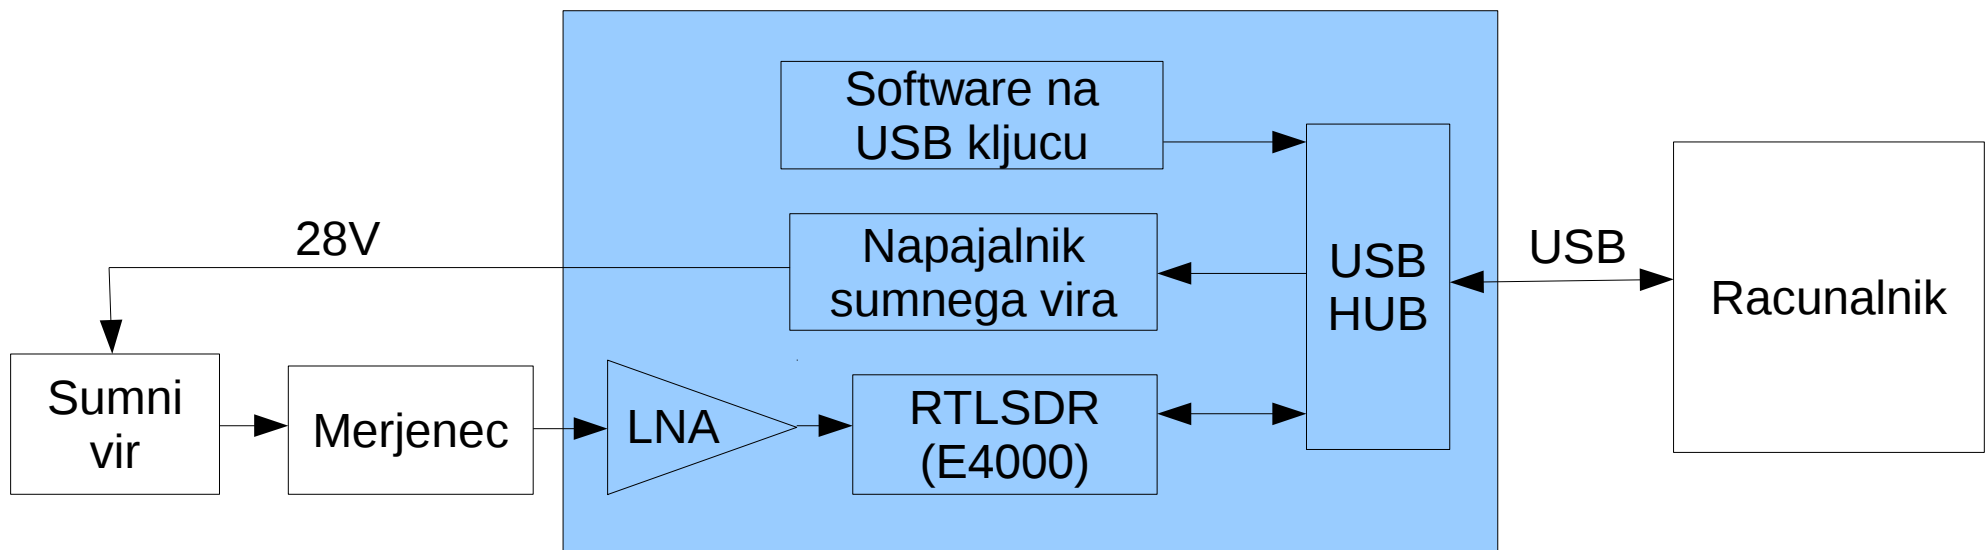 Software na
USB kljucu
28V
Napajalnik
sumnega vira
USB
HUB
USB
Racunalnik
Sumni
vir
Merjenec
LNA
RTLSDR
(E4000)